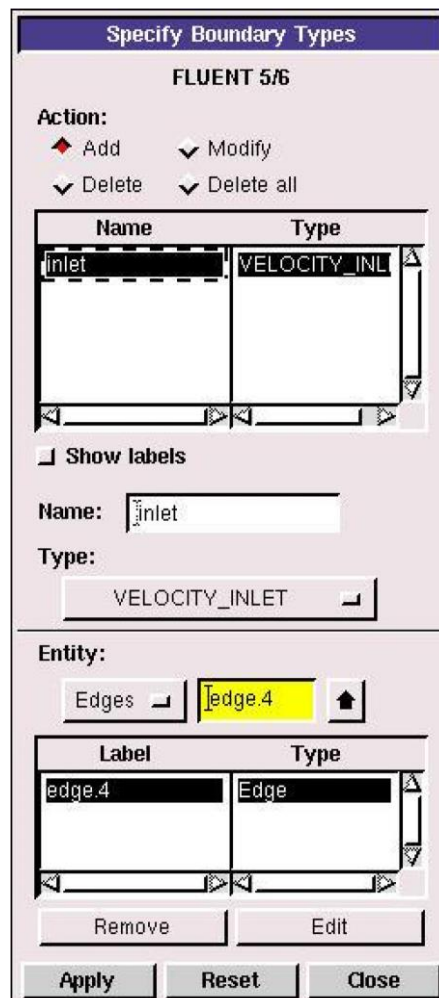 Specify Boundary Types
FLUENT 5/6
Action:
Add Modify
Delete Delete all
Name Type
inlet VELOCITY_INL
Show labels
Name: inlet
Type:
VELOCITY_INLET
Entity:
Edges edge.4
Label Type
edge.4 Edge
Remove Edit
Apply Reset Close